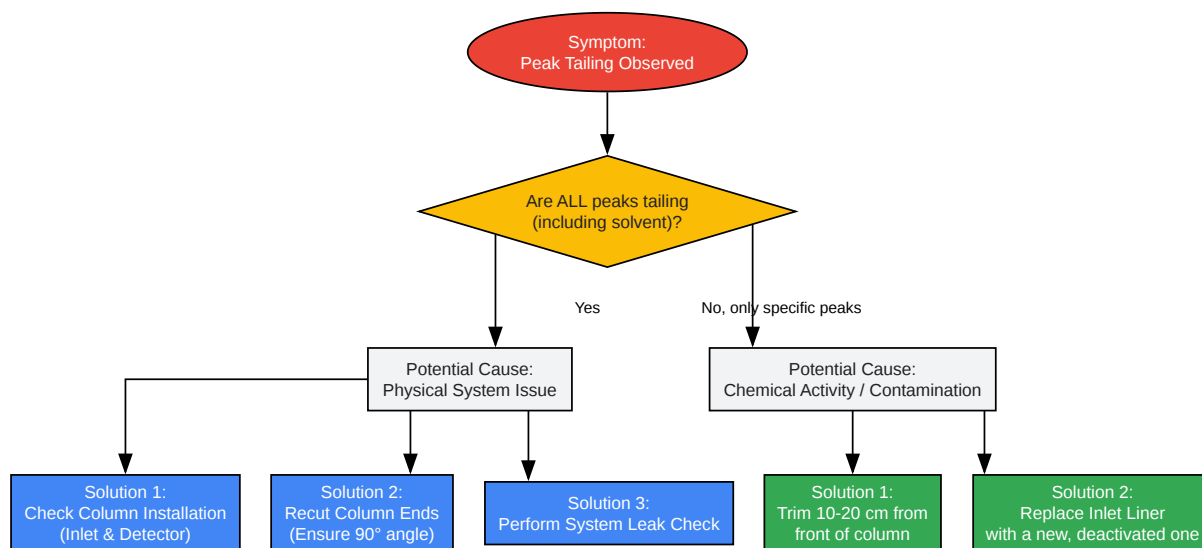 Symptom:
Peak Tailing Observed
Are ALL peaks tailing
(including solvent)?
Yes
No, only specific peaks
Potential Cause:
Physical System Issue
Potential Cause:
Chemical Activity / Contamination
Solution 1:
Check Column Installation
(Inlet & Detector)
Solution 2:
Recut Column Ends
(Ensure 90° angle)
Solution 3:
Perform System Leak Check
Solution 1:
Trim 10-20 cm from
front of column
Solution 2:
Replace Inlet Liner
with a new, deactivated one